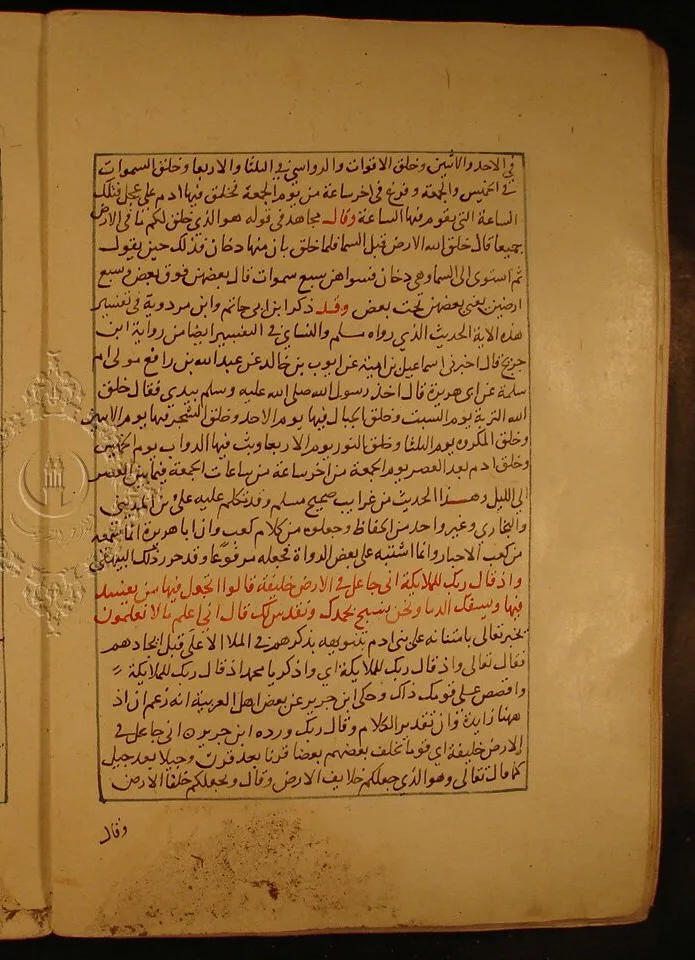 في الاحد والاثنين وخلق الاقوات والرواسي في الثلثا والاربعا وخلق السموات
في الخميس والجمعة وفرغ في اخر ساعة من يوم الجمعة فخلق فيها ادم على عجل فتلك
الساعة التي يقوم فيها الساعة وقال مجاهد في قوله هو الذي خلق لكم ما في الارض
جميعا قال خلق الله الارض قبل السما فلما خلق بان منها دخان فذلك حين يقول
ثم استوى الى السما وهي دخان فسواهن سبع سموات قال بعضهن فوق بعض وسبع
ارضين يعني بعضهن تحت بعض وقد ذكر ابن ابي حاتم وابن مردوية في تفسير
هذه الاية الحديث الذي رواه مسلم والنساي في التفسير ايضا من رواية ابن
جريج قال اخبرني اسماعيل بن امية عن ايوب بن خالد عن عبد الله بن رافع مولى ام
سلمة عن ابي هريرة قال اخذ رسول الله صلى الله عليه وسلم بيدي فقال خلق
الله التربة يوم السبت وخلق الجبال فيها يوم الاحد وخلق الشجر فيها يوم الاثنين
وخلق المكروه يوم الثلثا وخلق النور يوم الاربعا وبث فيها الدواب يوم الخميس
وخلق ادم بعد العصر يوم الجمعة من اخر ساعة من ساعات الجمعة فيما بين العصر
الى الليل وهذا الحديث من غرايب صحيح مسلم وقد تكلم عليه علي بن المديني
والبخاري وغير واحد من الحفاظ وجعلوه من كلام كعب وان ابا هريرة انما سمعه
من كعب الاحبار وانما اشتبه على بعض الرواة فجعله مرفوعا وقد حرر ذلك البيهقي
واذ قال ربك للملايكة اني جاعل في الارض خليفة قالوا اتجعل فيها من يفسد
فيها ويسفك الدما ونحن نسبح بحمدك ونقدس لك قال اني اعلم ما لا تعلمون
يخبر تعالى بامتنانه على بني ادم بتنويهه بذكرهم في الملا الاعلى قبل ايجادهم
فقال تعالى واذ قال ربك للملايكة اي واذكر يا محمد اذ قال ربك للملايكة
واقصص على قومك ذاك وحكى ابن جرير عن بعض اهل العربية انه زعم ان اذ
ههنا زايدة وان تقدير الكلام وقال ربك ورده ابن جرير اني جاعل في
الارض خليفة اي قوما تخلف بعضهم بعضا قرنا بعد قرن وجيلا بعد جيل
كما قال تعالى وهو الذي جعلكم خلايف الارض وقال ويجعلكم خلفا الارض
وقال